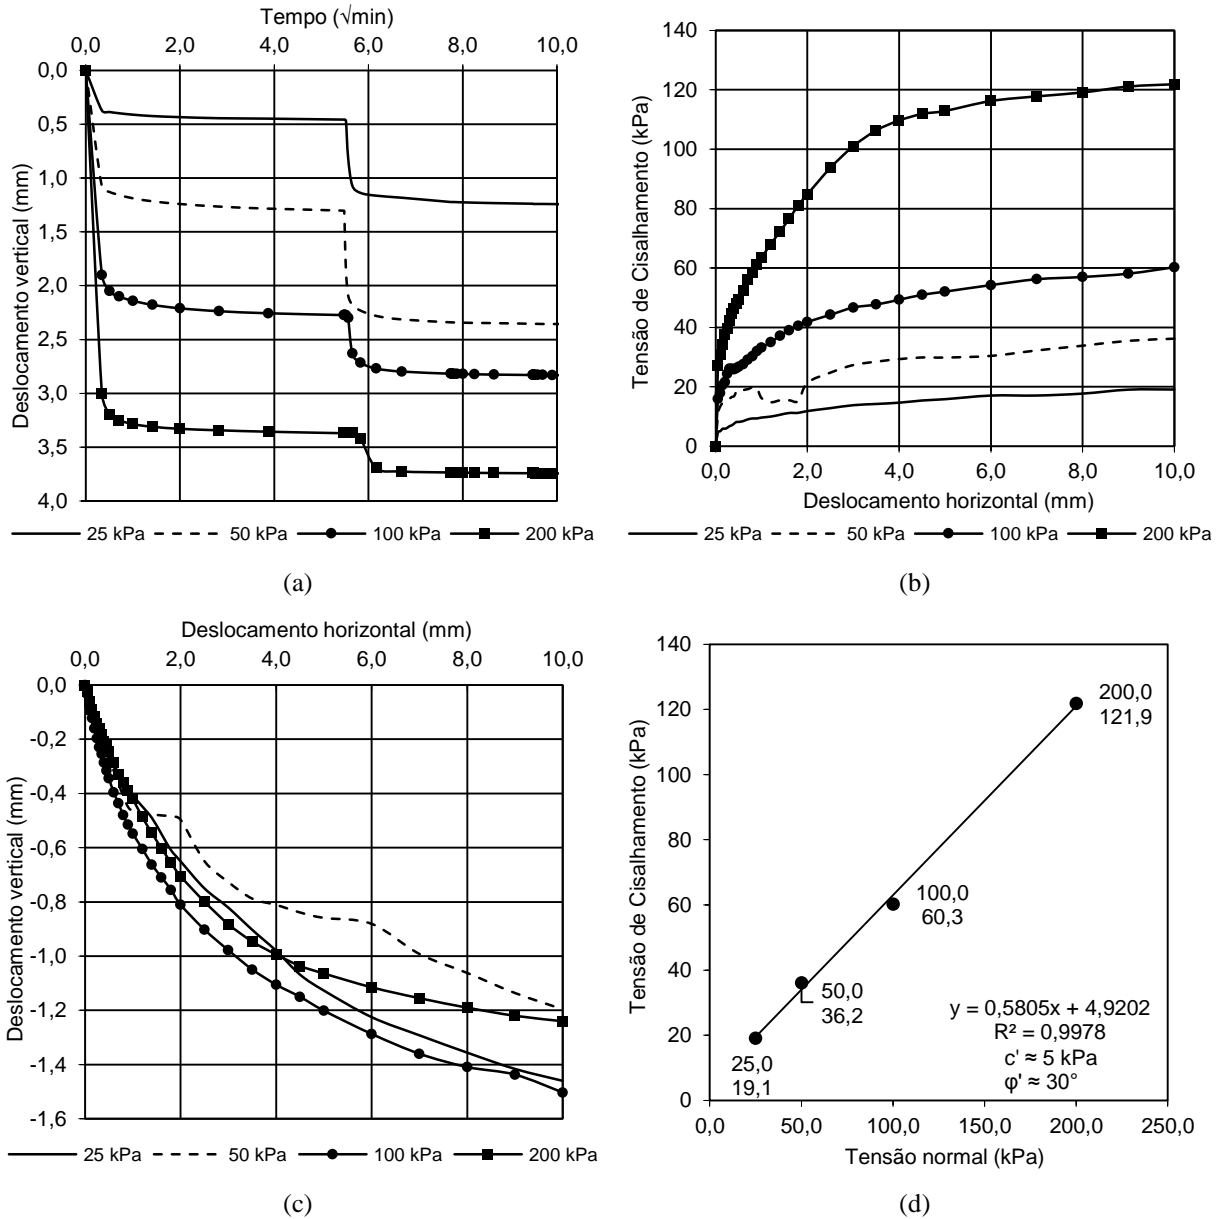 Tempo (√min)
0,0 2,0 4,0 6,0 8,0 10,0
0,0
0,5
1,0
1,5
2,0
2,5
3,0
3,5
4,0
Deslocamento vertical (mm)
25 kPa 50 kPa 100 kPa 200 kPa
(a)
140
120
100
80
60
40
20
0
Tensão de Cisalhamento (kPa)
0,0 2,0 4,0 6,0 8,0 10,0
Deslocamento horizontal (mm)
25 kPa 50 kPa 100 kPa 200 kPa
(b)
Deslocamento horizontal (mm)
0,0 2,0 4,0 6,0 8,0 10,0
0,0
-0,2
-0,4
-0,6
-0,8
-1,0
-1,2
-1,4
-1,6
Deslocamento vertical (mm)
25 kPa 50 kPa 100 kPa 200 kPa
(c)
140
120
100
80
60
40
20
0
Tensão de Cisalhamento (kPa)
200,0
121,9
100,0
60,3
50,0
36,2
25,0
19,1
y = 0,5805x + 4,9202
R² = 0,9978
c' ≈ 5 kPa
φ' ≈ 30°
0,0 50,0 100,0 150,0 200,0 250,0
Tensão normal (kPa)
(d)